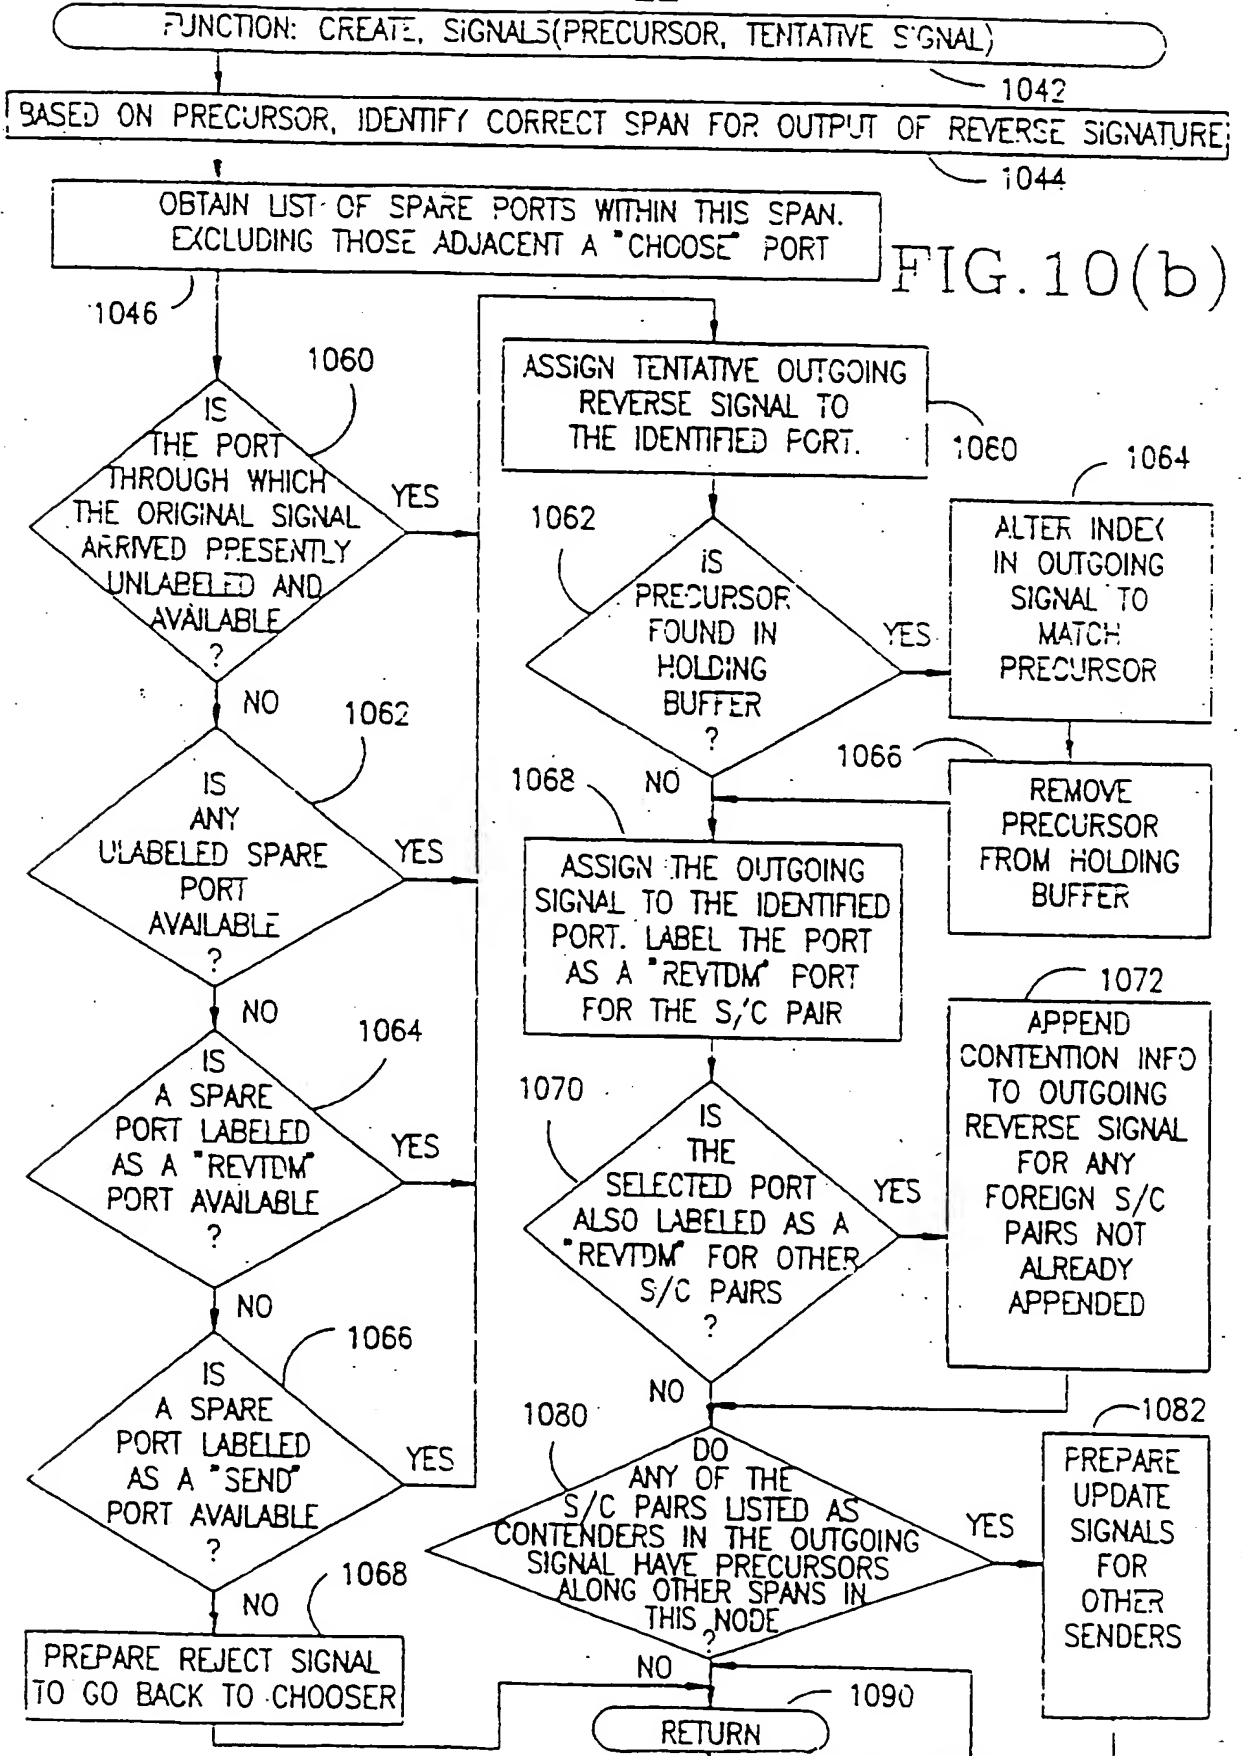 FUNCTION: CREATE, SIGNALS(PRECURSOR, TENTATIVE SIGNAL)
1042
BASED ON PRECURSOR, IDENTIFY CORRECT SPAN FOR OUTPUT OF REVERSE SIGNATURE
1044
OBTAIN LIST OF SPARE PORTS WITHIN THIS SPAN.
EXCLUDING THOSE ADJACENT A "CHOOSE" PORT
1046
FIG.10(b)
1060
IS
THE PORT
THROUGH WHICH
THE ORIGINAL SIGNAL
ARRIVED PRESENTLY
UNLABELED AND
AVAILABLE
?
YES
NO
1062
IS
ANY
ULABELED SPARE
PORT
AVAILABLE
?
YES
NO
1064
IS
A SPARE
PORT LABELED
AS A "REVTDM"
PORT AVAILABLE
?
YES
NO
1066
IS
A SPARE
PORT LABELED
AS A "SEND"
PORT AVAILABLE
?
YES
NO
1068
PREPARE REJECT SIGNAL
TO GO BACK TO CHOOSER
ASSIGN TENTATIVE OUTGOING
REVERSE SIGNAL TO
THE IDENTIFIED PORT.
1060
1062
IS
PRECURSOR
FOUND IN
HOLDING
BUFFER
?
YES
NO
1064
ALTER INDEX
IN OUTGOING
SIGNAL TO
MATCH
PRECURSOR
1066
REMOVE
PRECURSOR
FROM HOLDING
BUFFER
1068
ASSIGN THE OUTGOING
SIGNAL TO THE IDENTIFIED
PORT. LABEL THE PORT
AS A "REVTDM" PORT
FOR THE S/C PAIR
1070
IS
THE
SELECTED PORT
ALSO LABELED AS A
"REVTDM" FOR OTHER
S/C PAIRS
?
YES
NO
1072
APPEND
CONTENTION INFO
TO OUTGOING
REVERSE SIGNAL
FOR ANY
FOREIGN S/C
PAIRS NOT
ALREADY
APPENDED
1080
DO
ANY OF THE
S/C PAIRS LISTED AS
CONTENDERS IN THE OUTGOING
SIGNAL HAVE PRECURSORS
ALONG OTHER SPANS IN
THIS NODE
?
YES
NO
1082
PREPARE
UPDATE
SIGNALS
FOR
OTHER
SENDERS
1090
RETURN